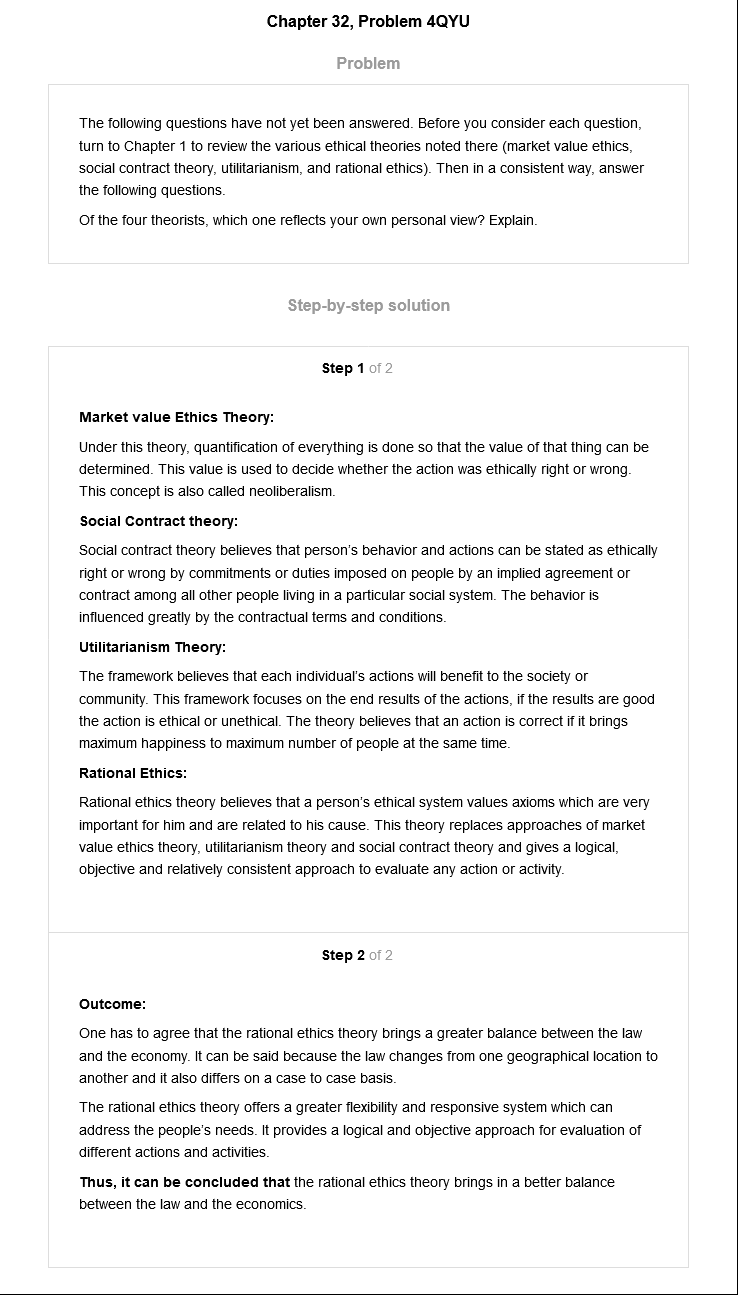 Chapter 32, Problem 4QYU
Problem
The following questions have not yet been answered. Before you consider each question,
turn to Chapter 1 to review the various ethical theories noted there (market value ethics,
social contract theory, utilitarianism, and rational ethics). Then in a consistent way, answer
the following questions.
Of the four theorists, which one reflects your own personal view? Explain.
Step-by-step solution
Step 1 of 2
Market value Ethics Theory:
Under this theory, quantification of everything is done so that the value of that thing can be
determined. This value is used to decide whether the action was ethically right or wrong.
This concept is also called neoliberalism.
Social Contract theory:
Social contract theory believes that person's behavior and actions can be stated as ethically
right or wrong by commitments or duties imposed on people by an implied agreement or
contract among all other people living in a particular social system. The behavior is
influenced greatly by the contractual terms and conditions.
Utilitarianism Theory:
The framework believes that each individual's actions will benefit to the society or
community. This framework focuses on the end results of the actions, if the results are good
the action is ethical or unethical. The theory believes that an action is correct if it brings
maximum happiness to maximum number of people at the same time.
Rational Ethics:
Rational ethics theory believes that a person's ethical system values axioms which are very
important for him and are related to his cause. This theory replaces approaches of market
value ethics theory, utilitarianism theory and social contract theory and gives a logical,
objective and relatively consistent approach to evaluate any action or activity.
Step 2 of 2
Outcome:
One has to agree that the rational ethics theory brings a greater balance between the law
and the economy. It can be said because the law changes from one geographical location to
another and it also differs on a case to case basis.
The rational ethics theory offers a greater flexibility and responsive system which can
address the people's needs. It provides a logical and objective approach for evaluation of
different actions and activities.
Thus, it can be concluded that the rational ethics theory brings in a better balance
between the law and the economics.